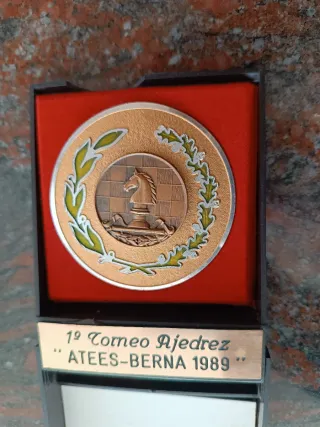 1º Torneo Ajedrez
" ATEES-BERNA 1989 "